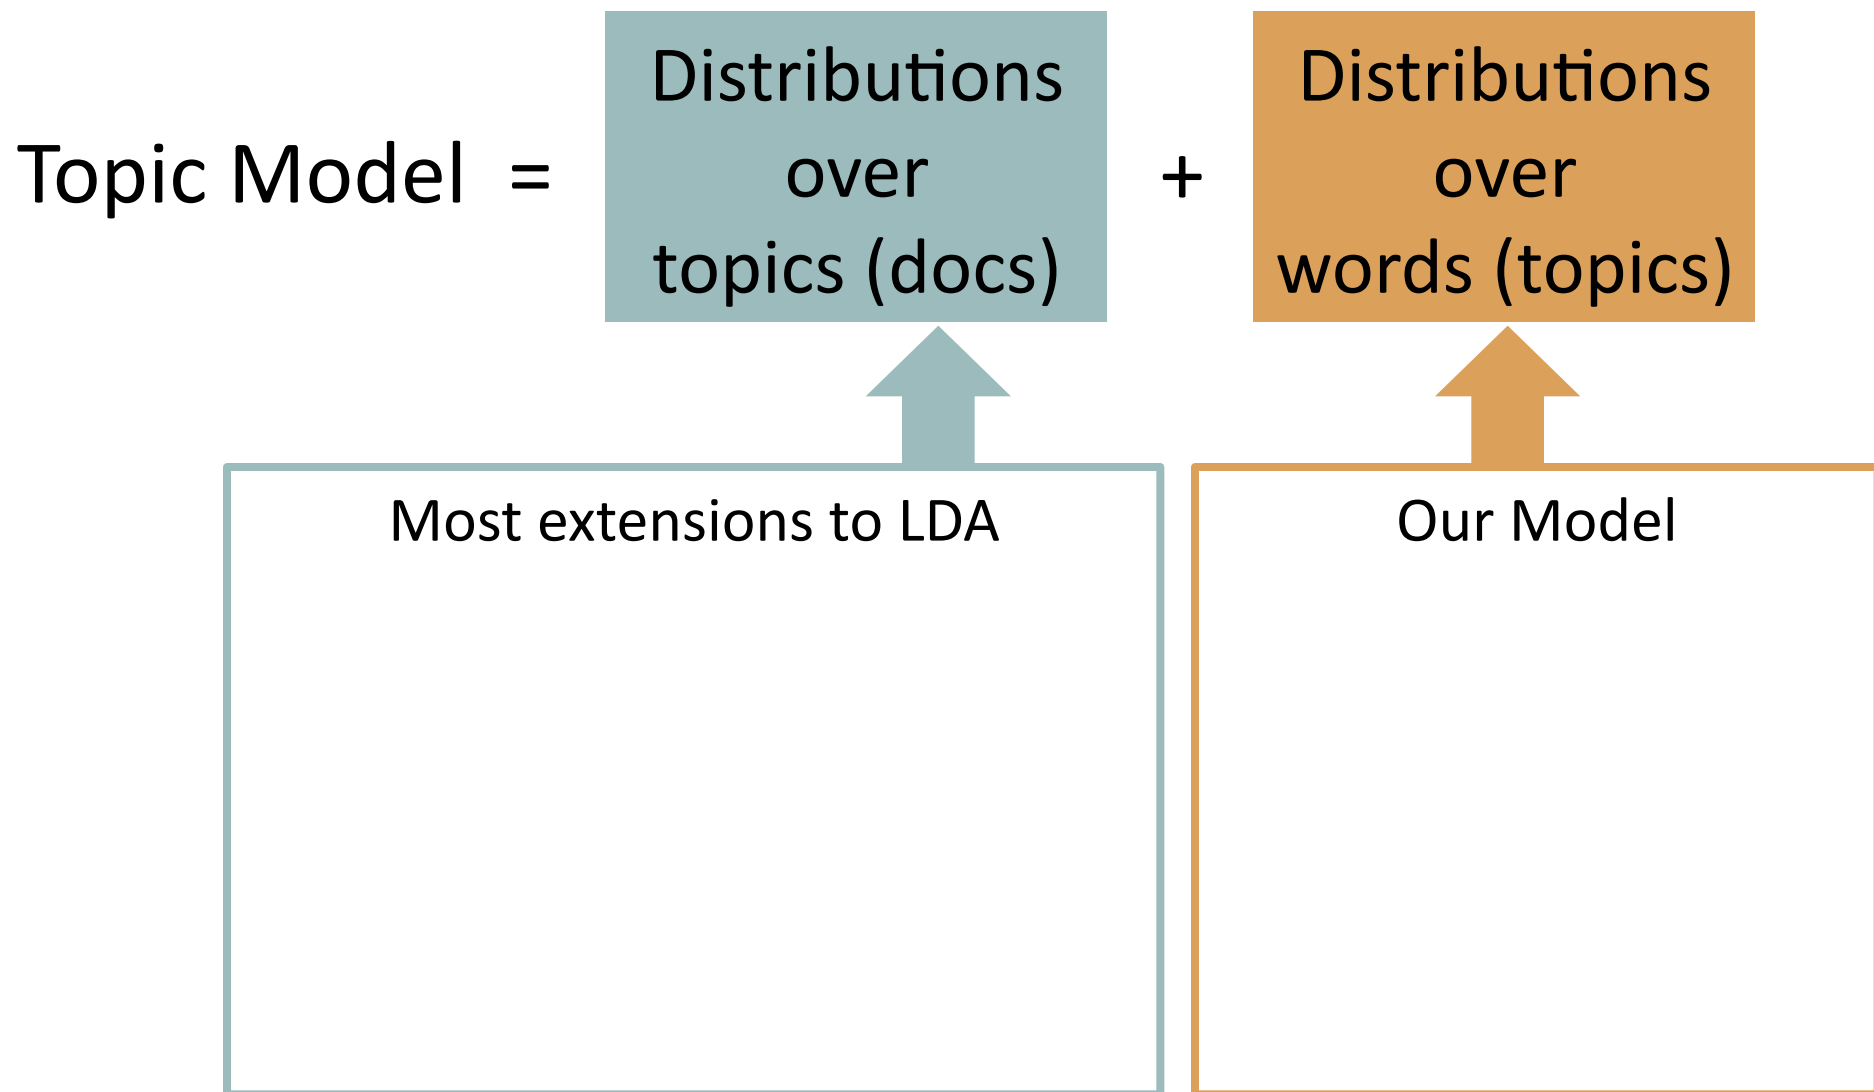 Distributions
over
topics (docs)
Topic Model = +
Distributions
over
words (topics)
Most extensions to LDA
Our Model